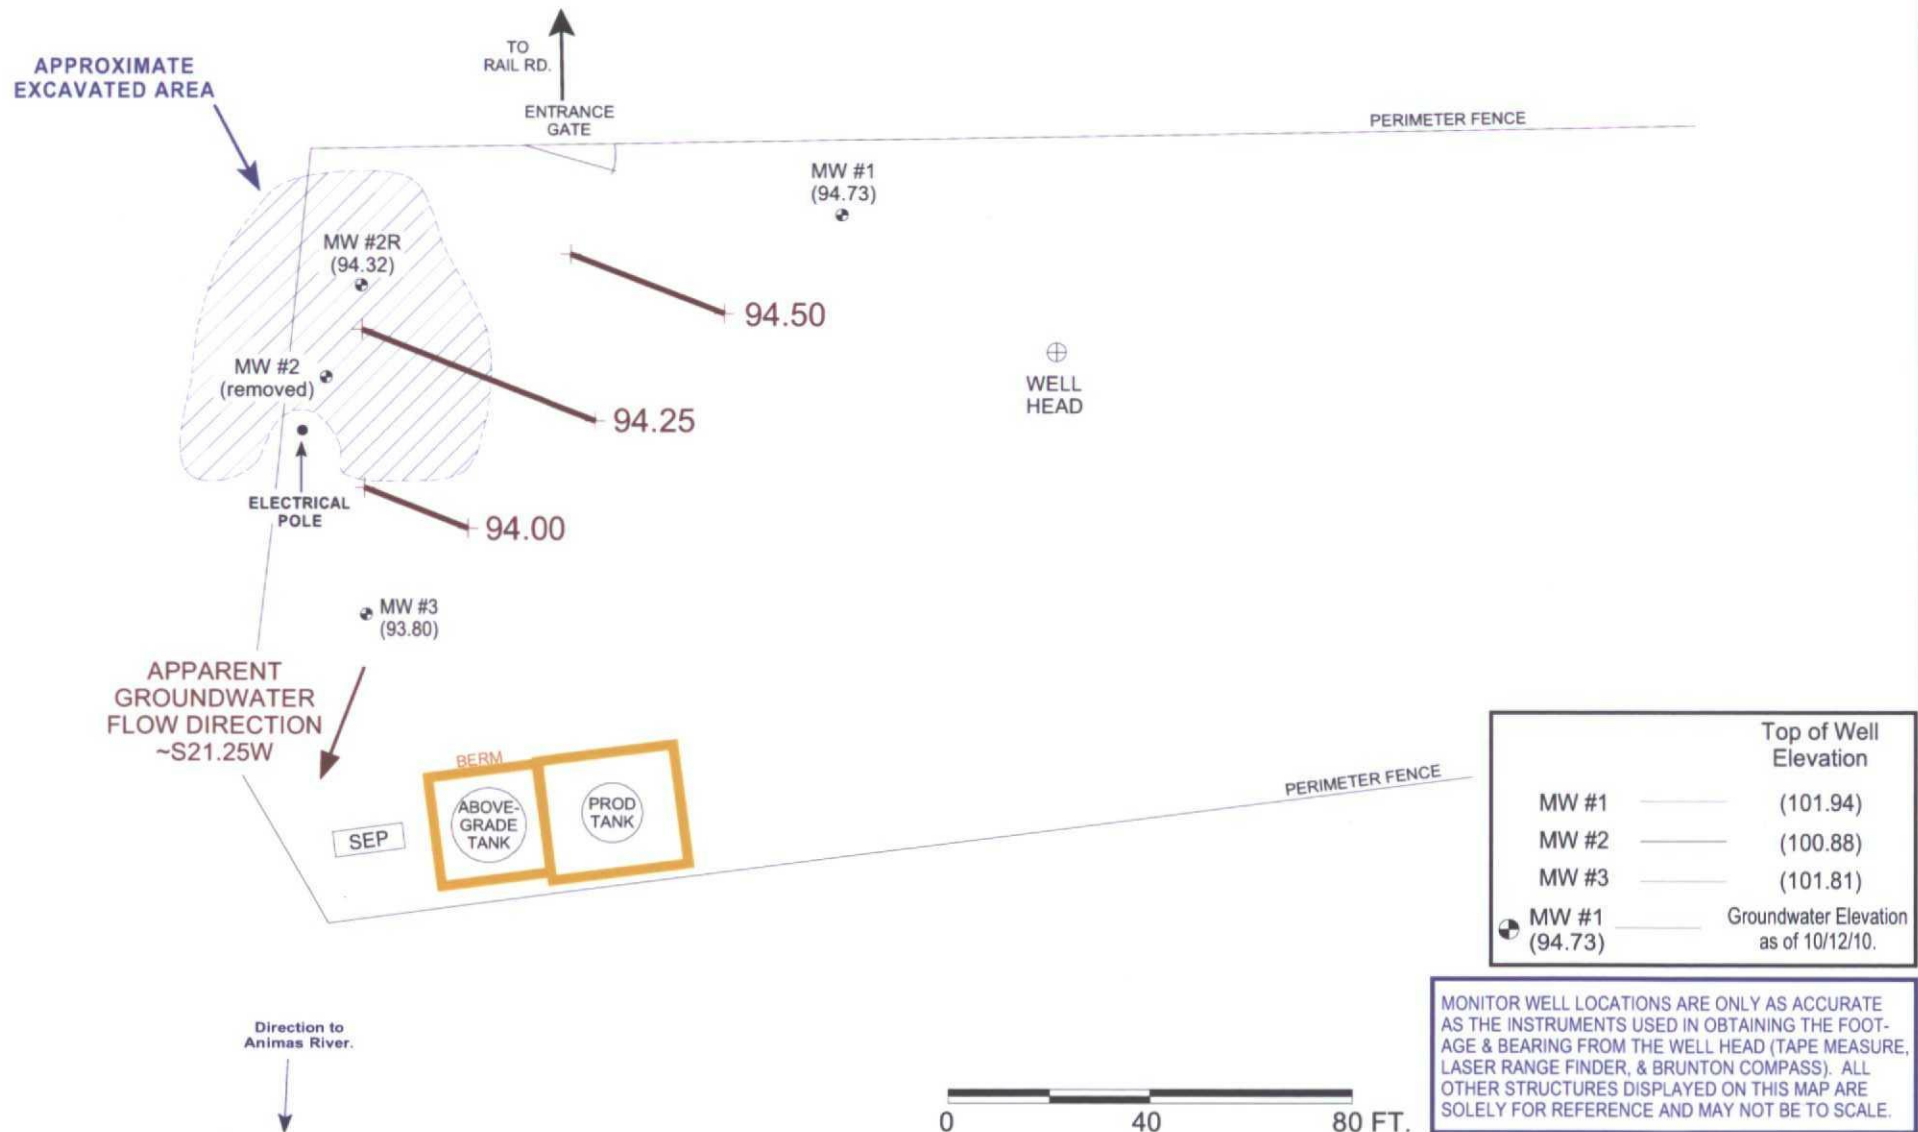 APPROXIMATE
EXCAVATED AREA
TO
RAIL RD.
ENTRANCE
GATE
PERIMETER FENCE
MW #1
(94.73)
MW #2R
(94.32)
94.50
MW #2
(removed)
94.25
WELL
HEAD
ELECTRICAL
POLE
94.00
MW #3
(93.80)
APPARENT
GROUNDWATER
FLOW DIRECTION
~S21.25W
BERM
ABOVE-
GRADE
TANK
PROD
TANK
SEP
PERIMETER FENCE
Top of Well
Elevation
MW #1 (101.94)
MW #2 (100.88)
MW #3 (101.81)
MW #1 Groundwater Elevation
(94.73) as of 10/12/10.
Direction to
Animas River.
0 40 80 FT.
MONITOR WELL LOCATIONS ARE ONLY AS ACCURATE
AS THE INSTRUMENTS USED IN OBTAINING THE FOOT-
AGE & BEARING FROM THE WELL HEAD (TAPE MEASURE,
LASER RANGE FINDER, & BRUNTON COMPASS). ALL
OTHER STRUCTURES DISPLAYED ON THIS MAP ARE
SOLELY FOR REFERENCE AND MAY NOT BE TO SCALE.